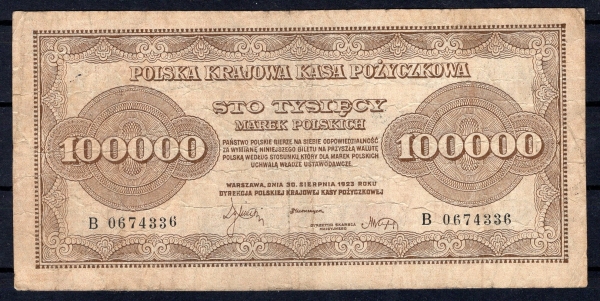 POLSKA KRAJOWA KASA POŻYCZKOWA
STO TYSIĘCY
MAREK POLSKICH
100000
100000
PAŃSTWO POLSKIE BIERZE NA SIEBIE ODPOWIEDZIALNOŚĆ
ZA WYMIANĘ NINIEJSZEGO BILETU NA PRZYSZŁĄ WALUTĘ
POLSKĄ WEDŁUG STOSUNKU, KTÓRY DLA MAREK POLSKICH
UCHWALĄ WŁADZE USTAWODAWCZE.
WARSZAWA, DNIA 30. SIERPNIA 1923 ROKU
DYREKCJA POLSKIEJ KRAJOWEJ KASY POŻYCZKOWEJ
B 0674336
B 0674336
DYREKTOR SKARBCA